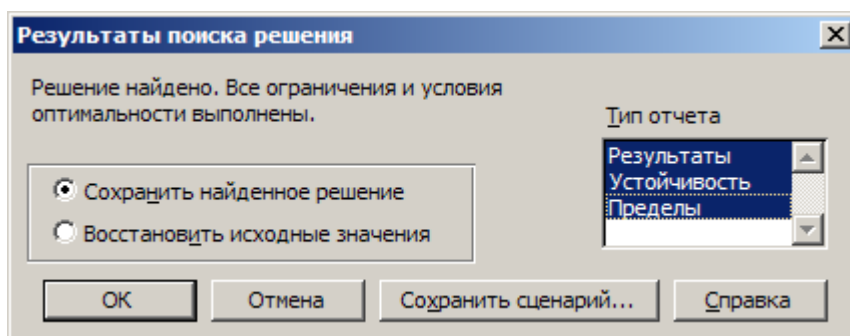 Результаты поиска решения
Решение найдено. Все ограничения и условия
оптимальности выполнены.
Тип отчета
Результаты
Устойчивость
Пределы
Сохранить найденное решение
Восстановить исходные значения
ОК
Отмена
Сохранить сценарий...
Справка